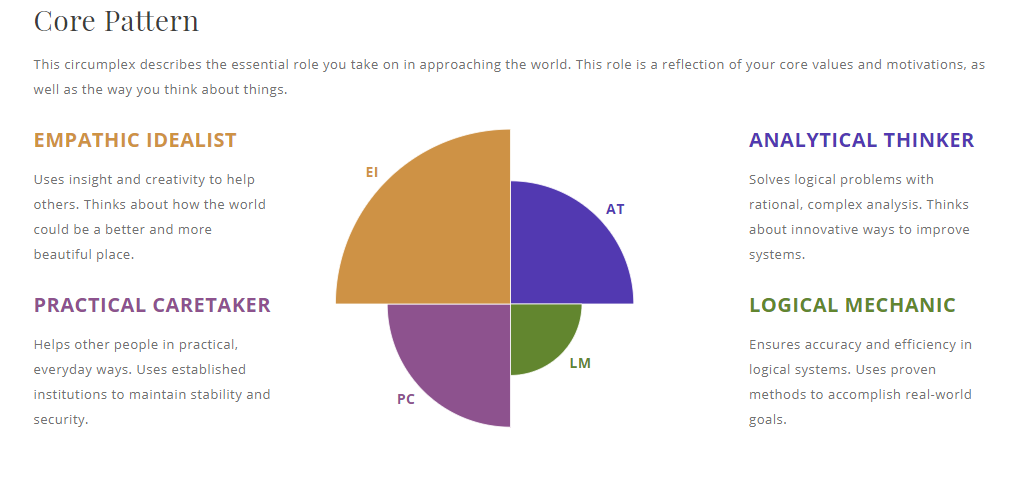 Core Pattern
This circumplex describes the essential role you take on in approaching the world. This role is a reflection of your core values and motivations, as
well as the way you think about things.
EMPATHIC IDEALIST
Uses insight and creativity to help
others. Thinks about how the world
could be a better and more
beautiful place.
PRACTICAL CARETAKER
Helps other people in practical,
everyday ways. Uses established
institutions to maintain stability and
security.
EI
AT
PC
LM
ANALYTICAL THINKER
Solves logical problems with
rational, complex analysis. Thinks
about innovative ways to improve
systems.
LOGICAL MECHANIC
Ensures accuracy and efficiency in
logical systems. Uses proven
methods to accomplish real-world
goals.